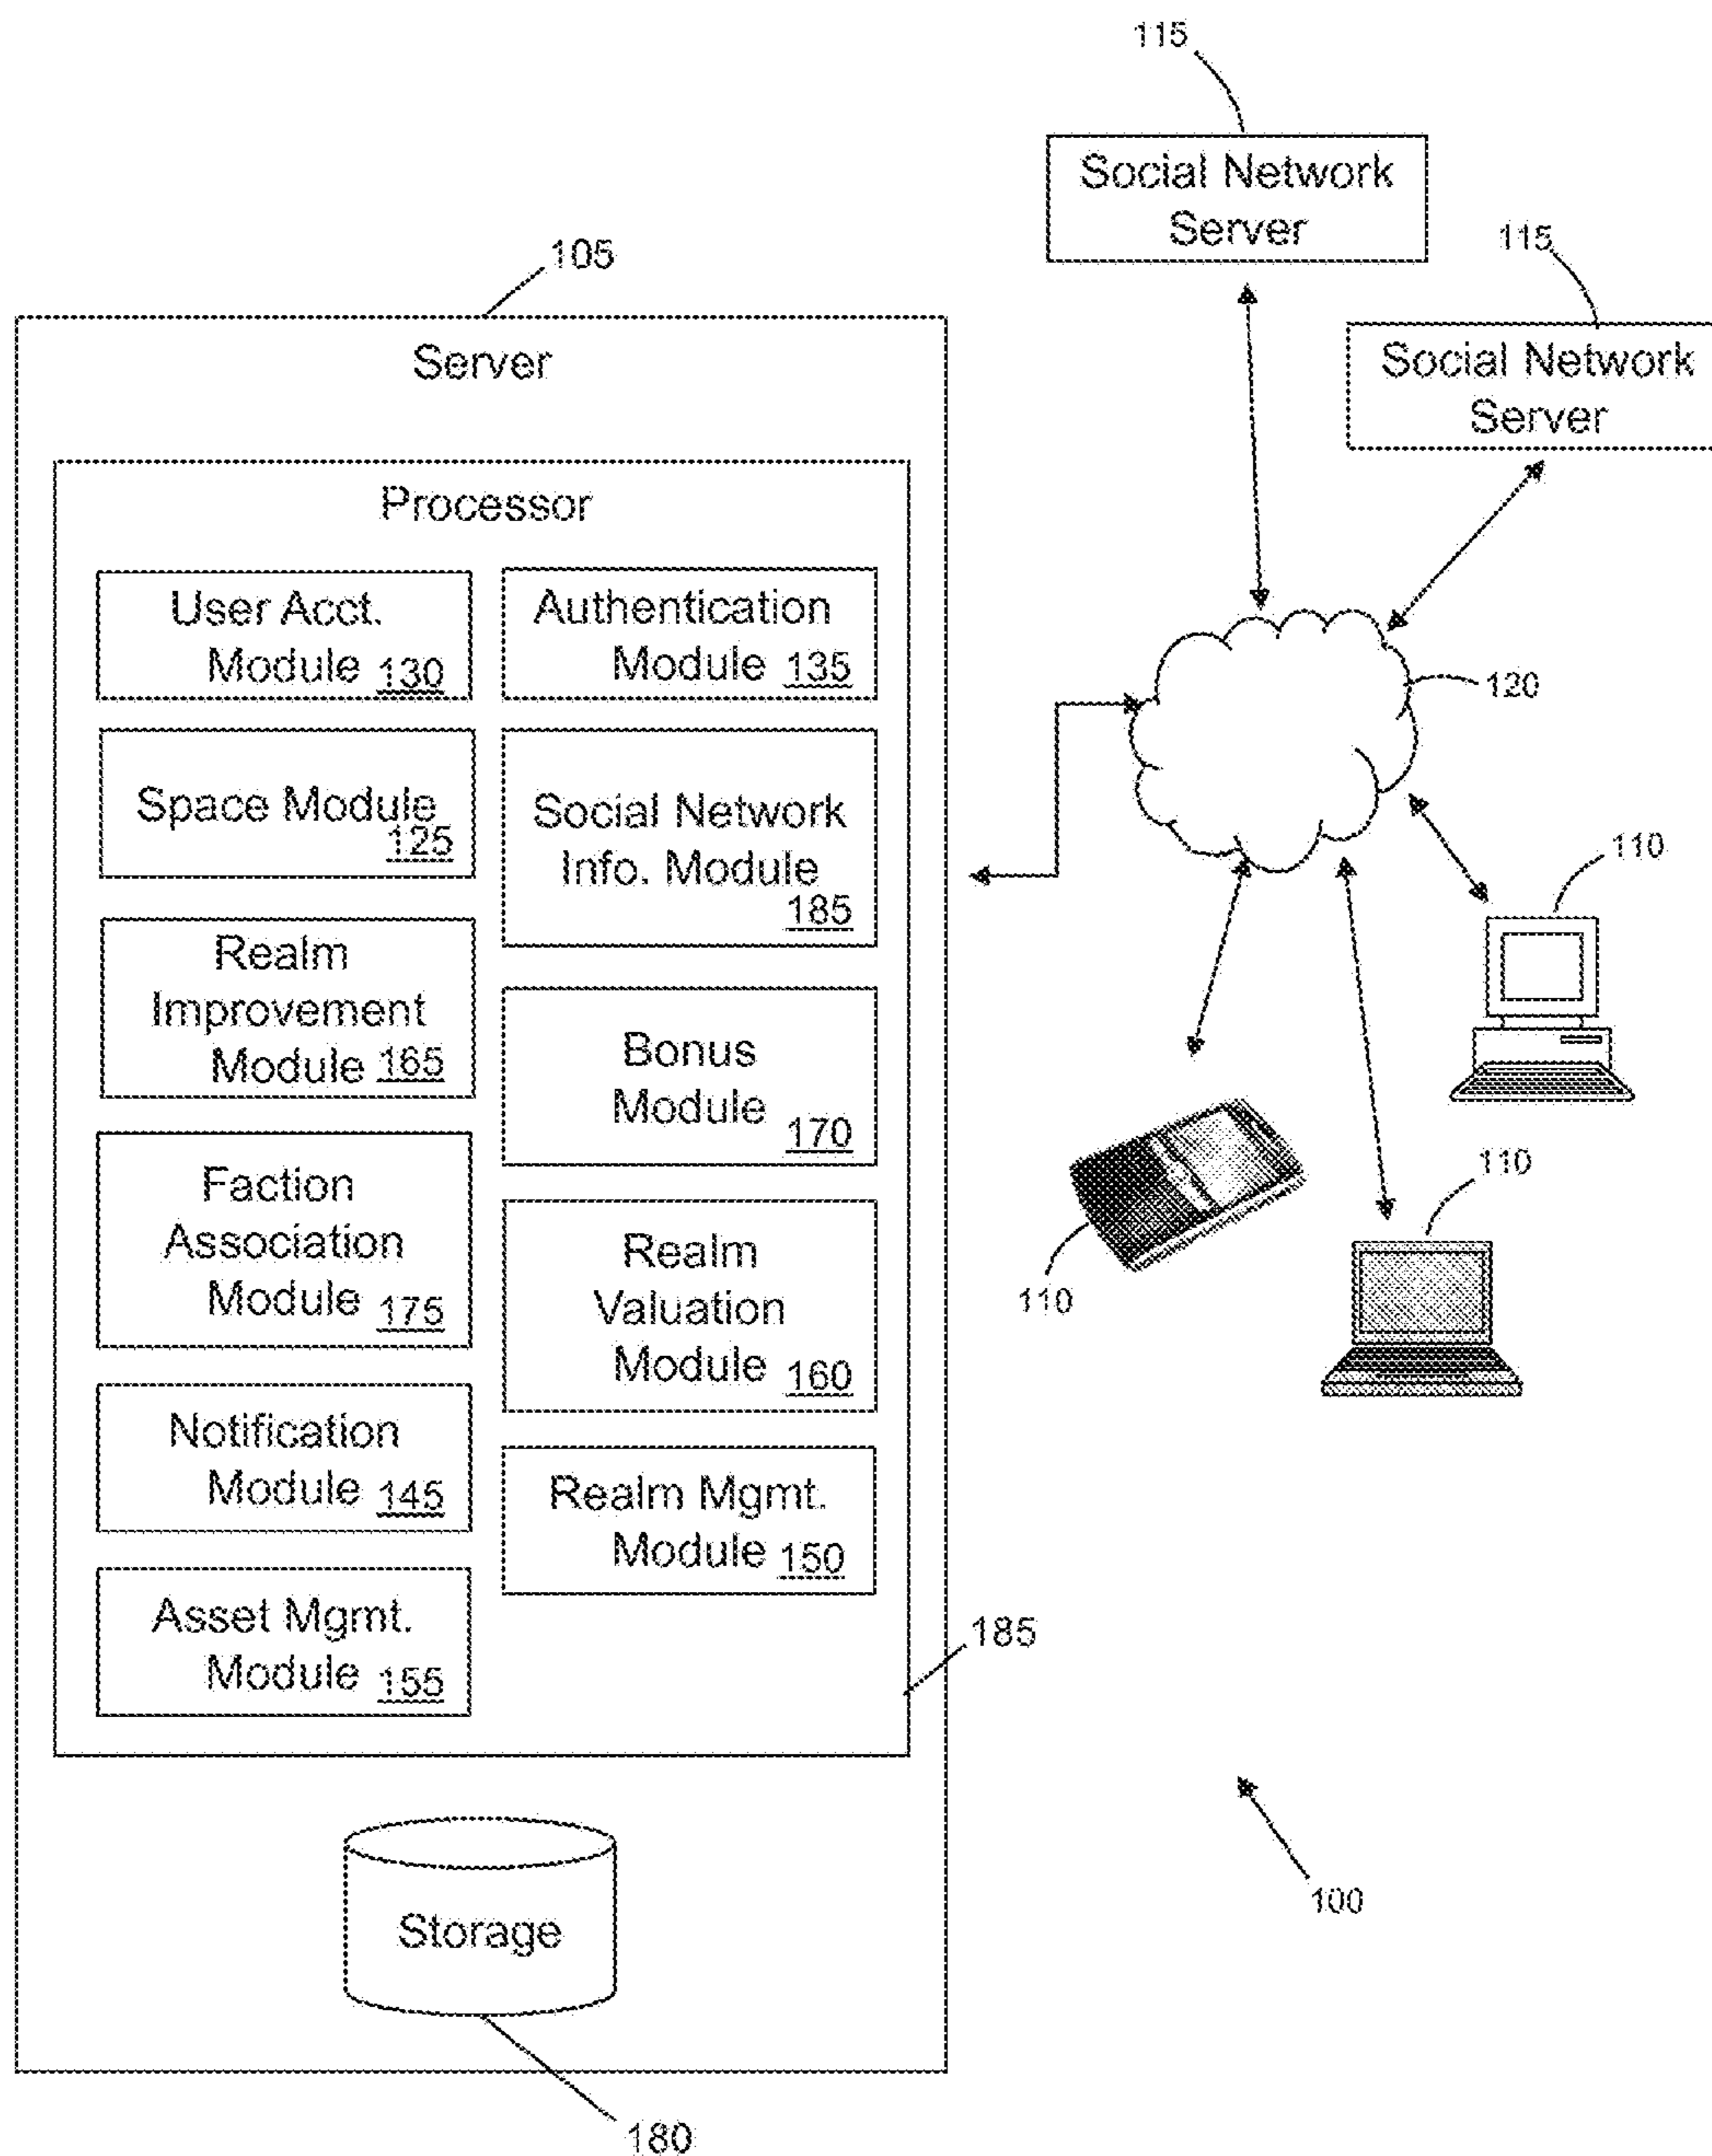 115
Social Network
Server
115
Social Network
Server
105
Server
Processor
User Acct.
Module 130
Authentication
Module 135
Space Module
125
Social Network
Info. Module
185
Realm
Improvement
Module 165
Bonus
Module 170
Faction
Association
Module 175
Realm
Valuation
Module 160
Notification
Module 145
Realm Mgmt.
Module 150
Asset Mgmt.
Module 155
185
Storage
180
120
110
110
110
100